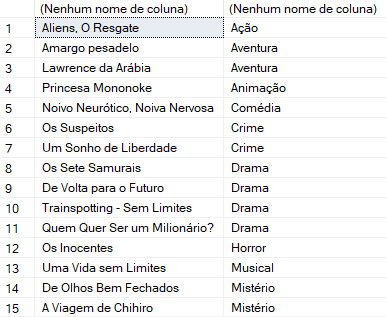 (Nenhum nome de coluna) (Nenhum nome de coluna)
1 Aliens, O Resgate Ação
2 Amargo pesadelo Aventura
3 Lawrence da Arábia Aventura
4 Princesa Mononoke Animação
5 Noivo Neurótico, Noiva Nervosa Comédia
6 Os Suspeitos Crime
7 Um Sonho de Liberdade Crime
8 Os Sete Samurais Drama
9 De Volta para o Futuro Drama
10 Trainspotting - Sem Limites Drama
11 Quem Quer Ser um Milionário? Drama
12 Os Inocentes Horror
13 Uma Vida sem Limites Musical
14 De Olhos Bem Fechados Mistério
15 A Viagem de Chihiro Mistério